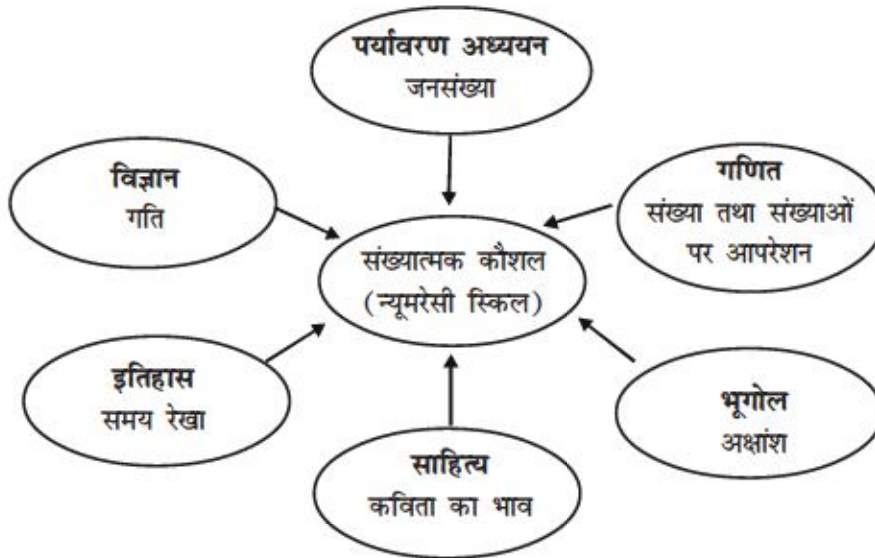 पर्यावरण अध्ययन
जनसंख्या
विज्ञान
गति
गणित
संख्या तथा संख्याओं
पर आपरेशन
संख्यात्मक कौशल
(न्यूमरेसी स्किल)
इतिहास
समय रेखा
भूगोल
अक्षांश
साहित्य
कविता का भाव